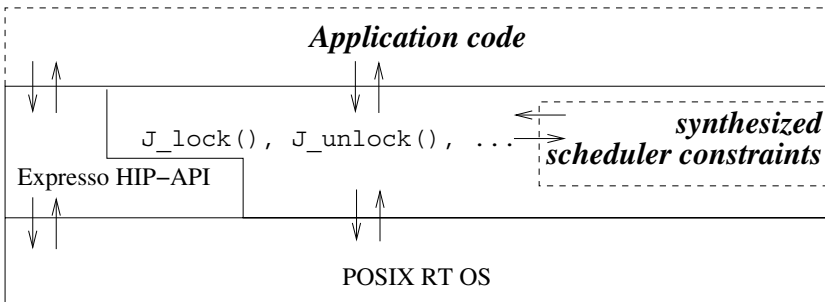 Application code
J_lock(), J_unlock(), ...
synthesized
scheduler constraints
Expresso HIP−API
POSIX RT OS